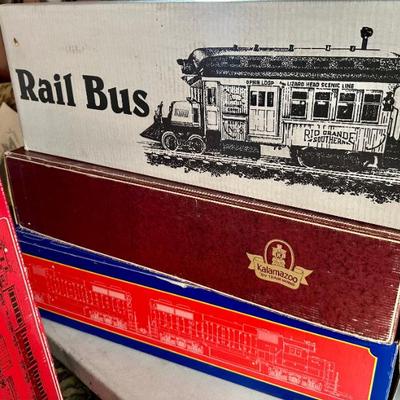 Rail Bus
OPHIR LOOP
LIZARD HEAD SCENIC LINE
RIO GRANDE
SOUTHERN
Kalamazoo